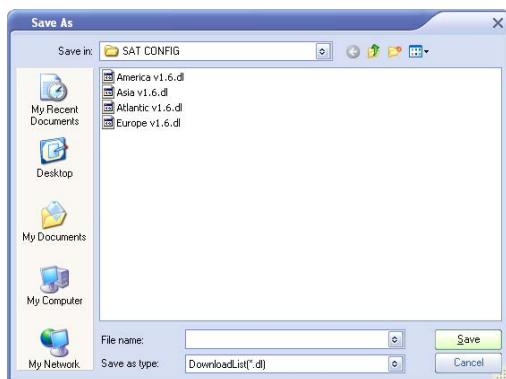 Save As
Save in:
SAT CONFIG
America v1.6.dl
Asia v1.6.dl
Atlantic v1.6.dl
Europe v1.6.dl
My Recent
Documents
Desktop
My Documents
My Computer
My Network
File name:
Save
Save as type:
DownloadList(*.dl)
Cancel